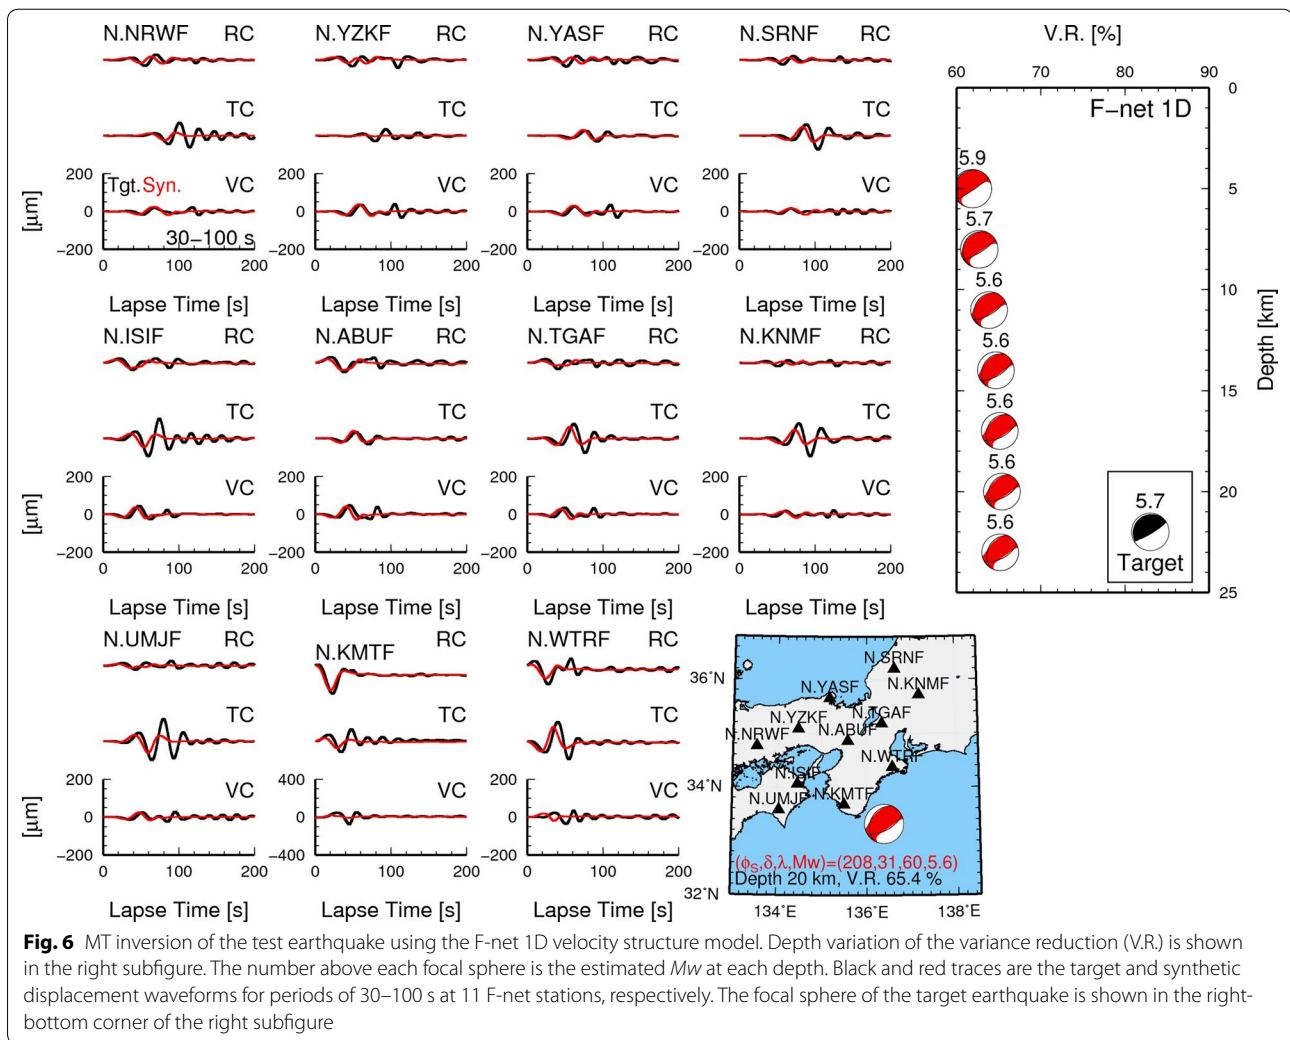 N.NRWF RC N.YZKF RC N.YASF RC N.SRNF RC
TC TC TC TC
200 Tgt. Syn. VC 200 VC 200 VC 200 VC
[μm] 0 0 0 0
−200 30−100 s −200 −200 −200
0 100 200 0 100 200 0 100 200 0 100 200
Lapse Time [s] Lapse Time [s] Lapse Time [s] Lapse Time [s]
N.ISIF RC N.ABUF RC N.TGAF RC N.KNMF RC
TC TC TC TC
200 VC 200 VC 200 VC 200 VC
[μm] 0 0 0 0
−200 −200 −200 −200
0 100 200 0 100 200 0 100 200 0 100 200
Lapse Time [s] Lapse Time [s] Lapse Time [s] Lapse Time [s]
N.UMJF RC N.KMTF RC N.WTRF RC
TC TC TC
200 VC 400 VC 200 VC
[μm] 0 0 0
−200 −400 −200
0 100 200 0 100 200 0 100 200
Lapse Time [s] Lapse Time [s] Lapse Time [s]
V.R. [%]
60 70 80 90
F−net 1D
0
5
10
15
20
25
Depth [km]
5.9
5.7
5.6
5.6
5.6
5.6
5.6
5.7
Target
N.SRNF
N.KNMF
N.YASF
N.TGAF
N.YZKF
N.ABUF
N.NRWF
N.WTRF
N.ISIF
N.KMTF
N.UMJF
36˚N
34˚N
32˚N
(ϕS,δ,λ,Mw)=(208,31,60,5.6)
Depth 20 km, V.R. 65.4 %
134˚E 136˚E 138˚E
Fig. 6 MT inversion of the test earthquake using the F-net 1D velocity structure model. Depth variation of the variance reduction (V.R.) is shown
in the right subfigure. The number above each focal sphere is the estimated Mw at each depth. Black and red traces are the target and synthetic
displacement waveforms for periods of 30–100 s at 11 F-net stations, respectively. The focal sphere of the target earthquake is shown in the right-
bottom corner of the right subfigure